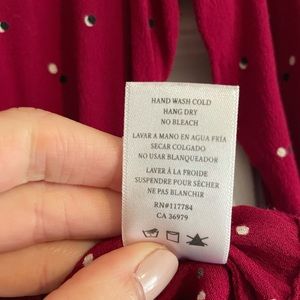 HAND WASH COLD
HANG DRY
NO BLEACH
LAVAR A MANO EN AGUA FRÍA
SECAR COLGADO
NO USAR BLANQUEADOR
LAVER À LA FROIDE
SUSPENDRE POUR SÉCHER
NE PAS BLANCHIR
RN#117784
CA 36979